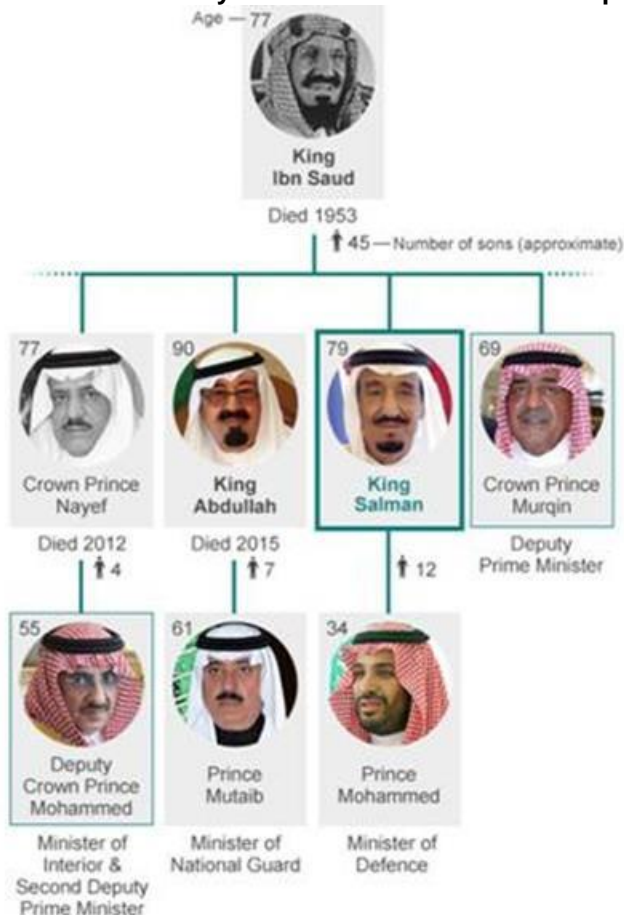 Age — 77
King
Ibn Saud
Died 1953
45 — Number of sons (approximate)
77
Crown Prince
Nayef
Died 2012
4
90
King
Abdullah
Died 2015
7
79
King
Salman
12
69
Crown Prince
Murqin
Deputy
Prime Minister
55
Deputy
Crown Prince
Mohammed
Minister of
Interior &
Second Deputy
Prime Minister
61
Prince
Mutaib
Minister of
National Guard
34
Prince
Mohammed
Minister of
Defence